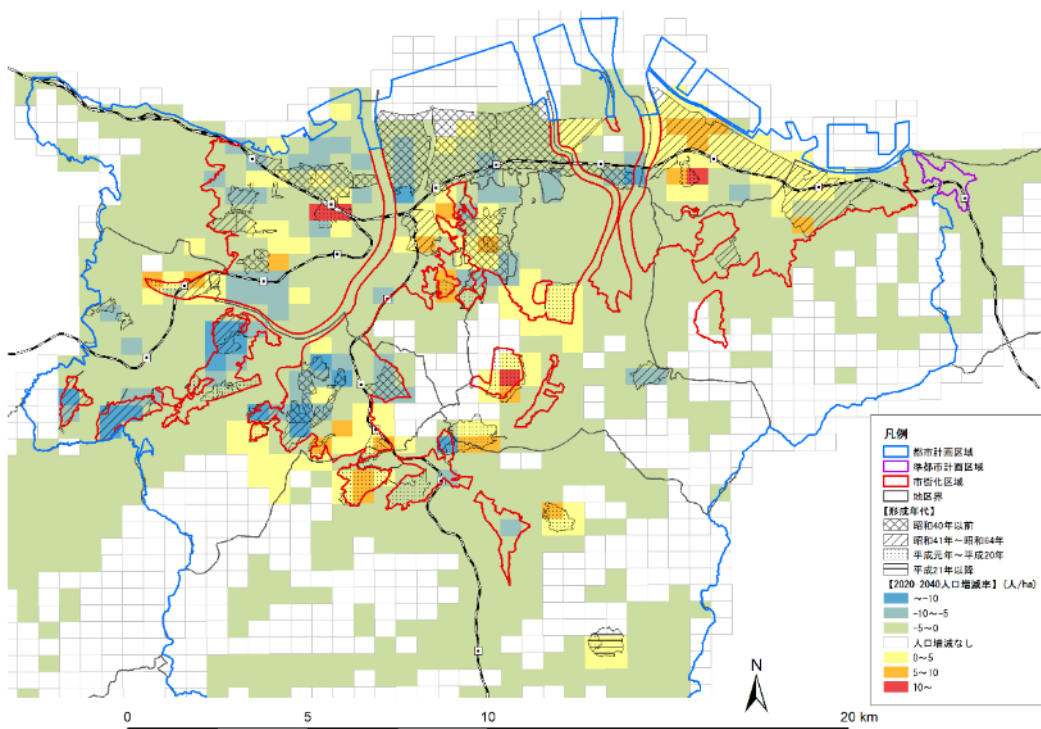 凡例
都市計画区域
準都市計画区域
市街化区域
地区界
【形成年代】
昭和40年以前
昭和41年～昭和64年
平成元年～平成20年
平成21年以降
【2020-2040人口増減率】(人/ha)
～-10
-10～-5
-5～0
人口増減なし
0～5
5～10
10～
N
0 5 10 20 km